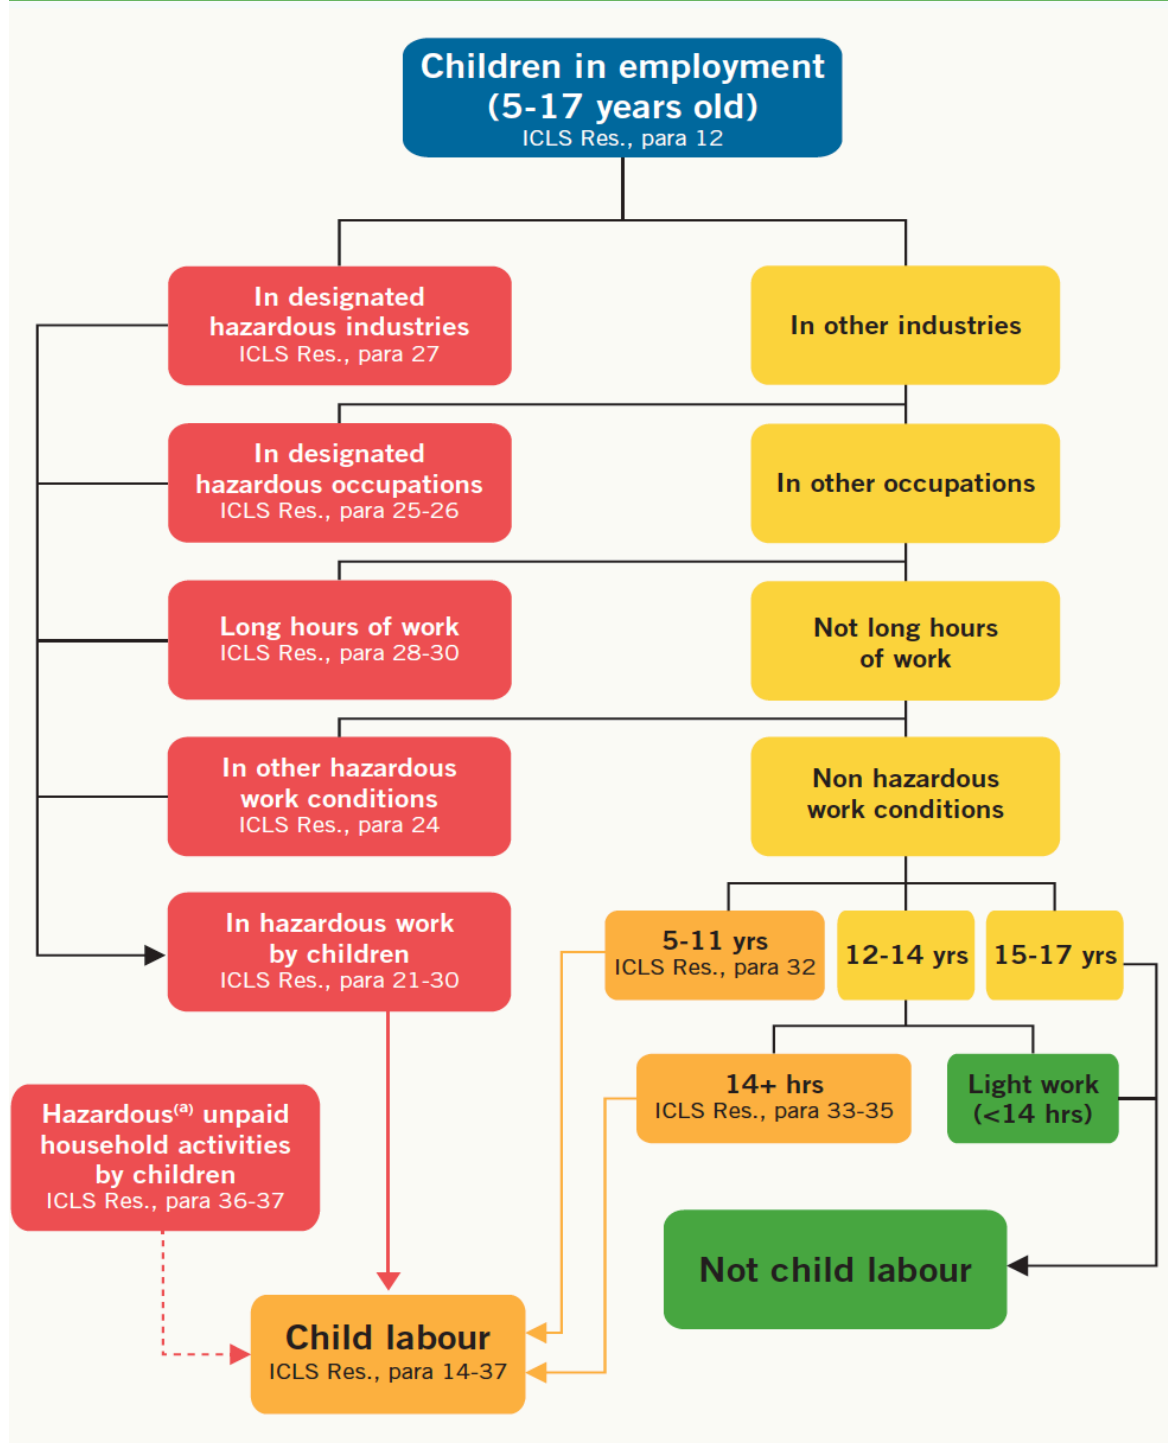 Children in employment
(5-17 years old)
ICLS Res., para 12
In designated
hazardous industries
ICLS Res., para 27
In other industries
In designated
hazardous occupations
ICLS Res., para 25-26
In other occupations
Long hours of work
ICLS Res., para 28-30
Not long hours
of work
In other hazardous
work conditions
ICLS Res., para 24
Non hazardous
work conditions
In hazardous work
by children
ICLS Res., para 21-30
5-11 yrs
ICLS Res., para 32
12-14 yrs
15-17 yrs
14+ hrs
ICLS Res., para 33-35
Light work
(<14 hrs)
Hazardous(a) unpaid
household activities
by children
ICLS Res., para 36-37
Not child labour
Child labour
ICLS Res., para 14-37